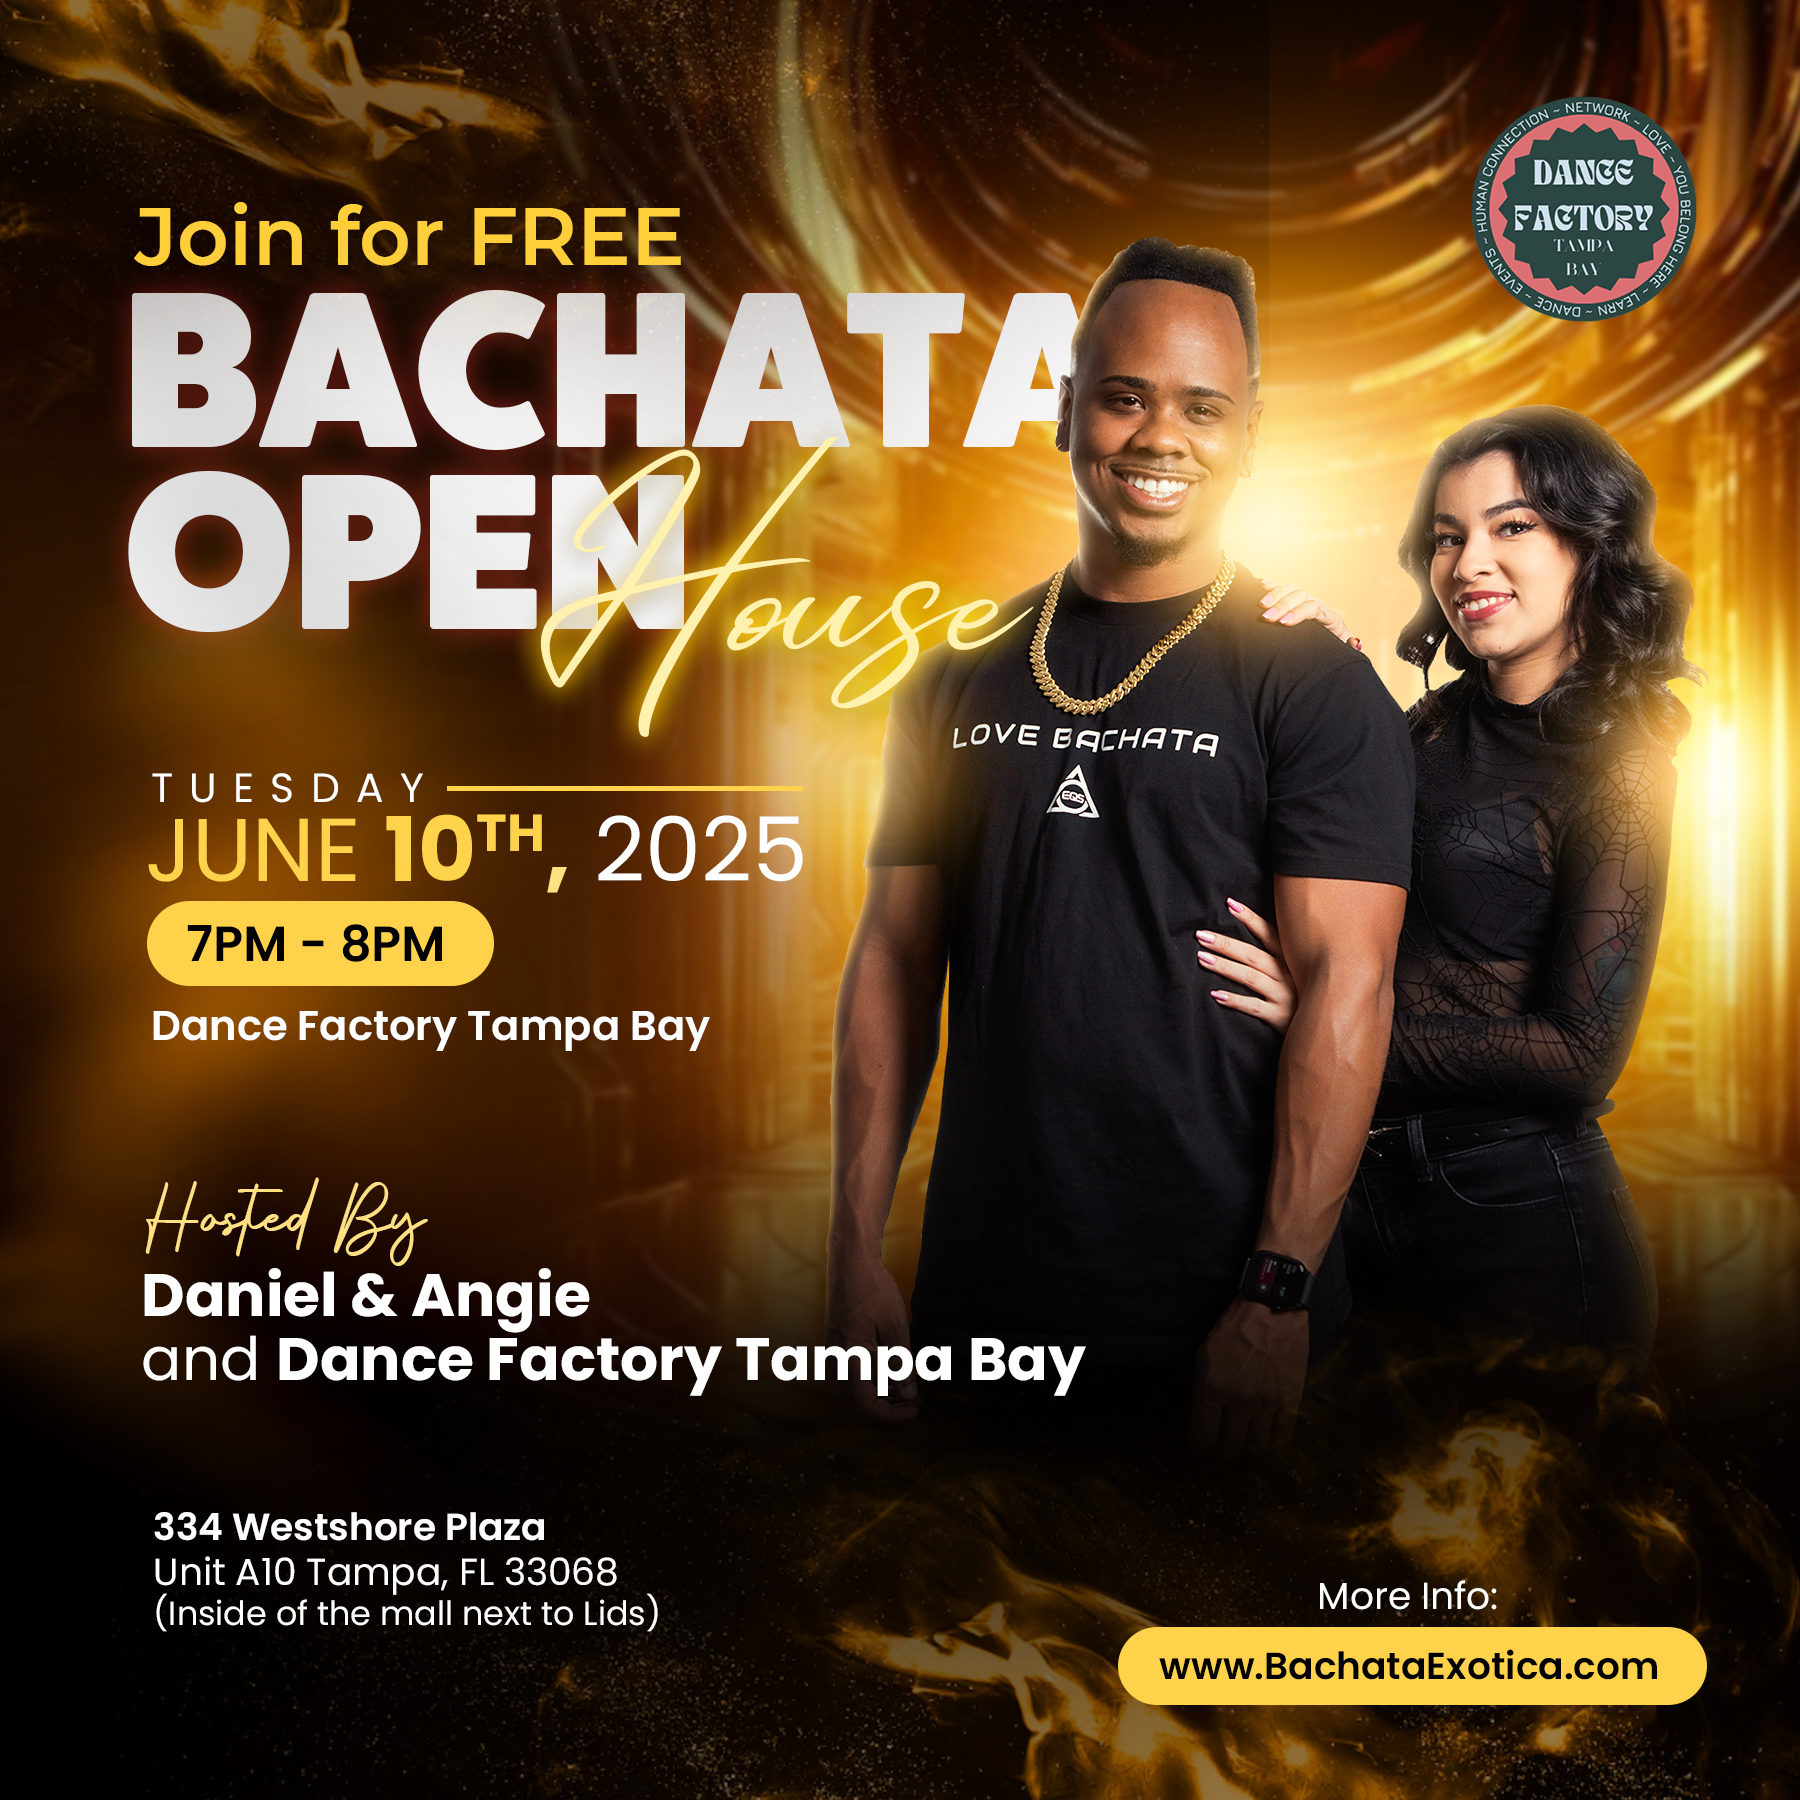 Join for FREE
BACHATA
OPEN
House
TUESDAY
JUNE 10TH, 2025
7PM - 8PM
Dance Factory Tampa Bay
Hosted By
Daniel & Angie
and Dance Factory Tampa Bay
334 Westshore Plaza
Unit A10 Tampa, FL 33068
(Inside of the mall next to Lids)
More Info:
www.BachataExotica.com
LOVE BACHATA
EQS
HUMAN CONNECTION ~ NETWORK ~ LOVE ~ YOU BELONG HERE ~ LEARN ~ DANCE ~ EVENTS ~
DANCE
FACTORY
TAMPA
BAY